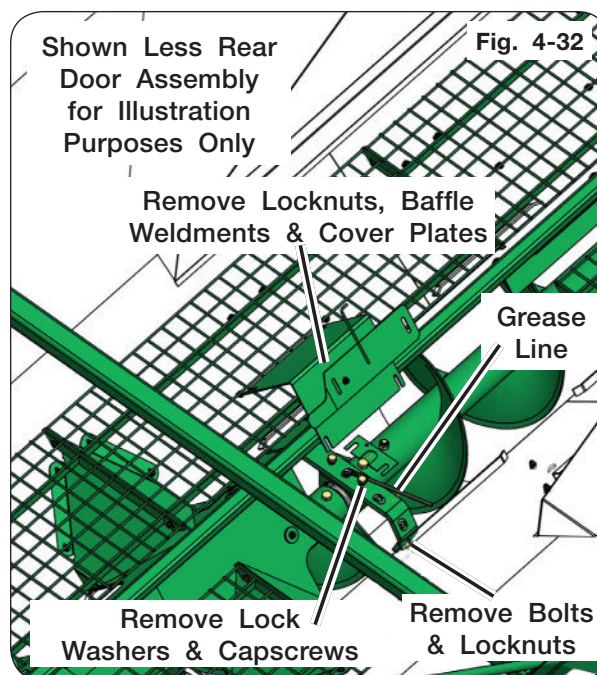 Shown Less Rear
Door Assembly
for Illustration
Purposes Only
Fig. 4-32
Remove Locknuts, Baffle
Weldments & Cover Plates
Grease
Line
Remove Lock
Washers & Capscrews
Remove Bolts
& Locknuts